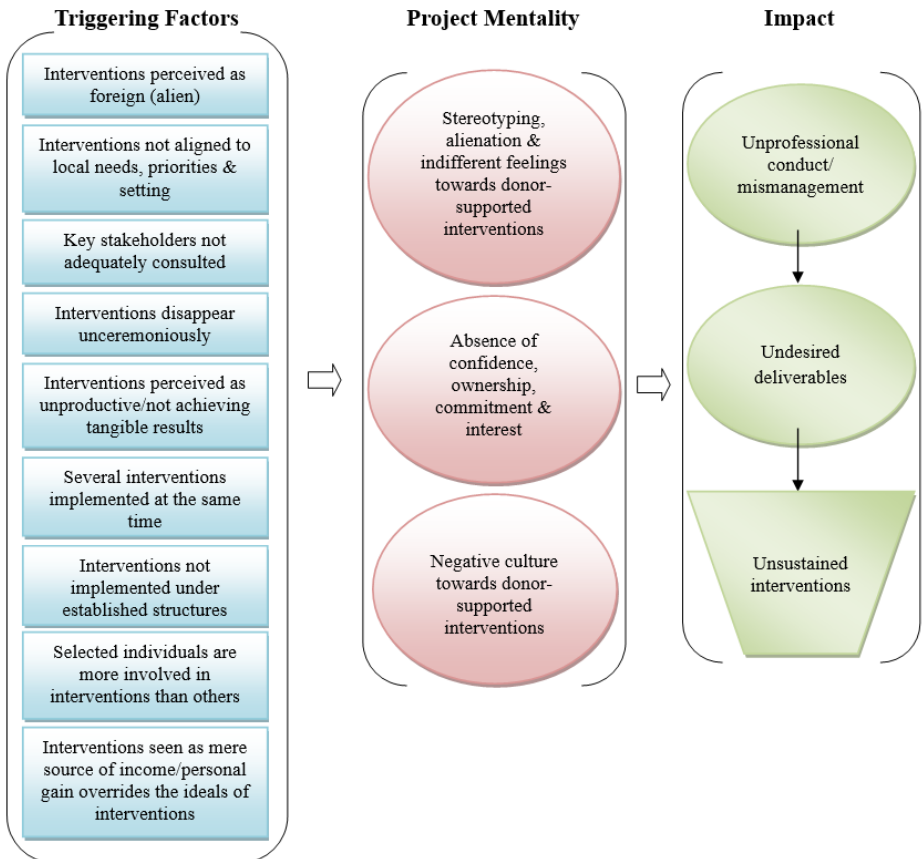 Triggering Factors
Interventions perceived as
foreign (alien)
Interventions not aligned to
local needs, priorities &
setting
Key stakeholders not
adequately consulted
Interventions disappear
unceremoniously
Interventions perceived as
unproductive/not achieving
tangible results
Several interventions
implemented at the same
time
Interventions not
implemented under
established structures
Selected individuals are
more involved in
interventions than others
Interventions seen as mere
source of income/personal
gain overrides the ideals of
interventions
Project Mentality
Stereotyping,
alienation &
indifferent feelings
towards donor-
supported
interventions
Absence of
confidence,
ownership,
commitment &
interest
Negative culture
towards donor-
supported
interventions
Impact
Unprofessional
conduct/
mismanagement
Undesired
deliverables
Unsustained
interventions